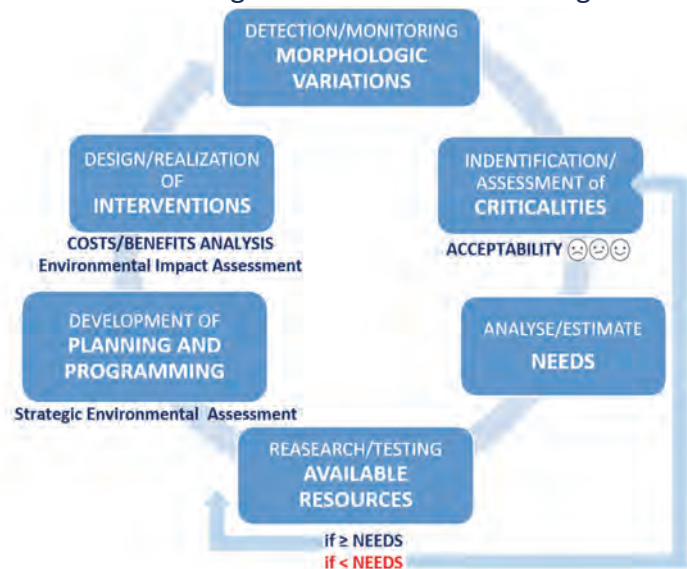 DETECTION/MONITORING
MORPHOLOGIC
VARIATIONS
INDENTIFICATION/
ASSESSMENT of
CRITICALITIES
ACCEPTABILITY
ANALYSE/ESTIMATE
NEEDS
REASEARCH/TESTING
AVAILABLE
RESOURCES
if ≥ NEEDS
if < NEEDS
DEVELOPMENT OF
PLANNING AND
PROGRAMMING
Strategic Environmental Assessment
DESIGN/REALIZATION
OF
INTERVENTIONS
COSTS/BENEFITS ANALYSIS
Environmental Impact Assessment